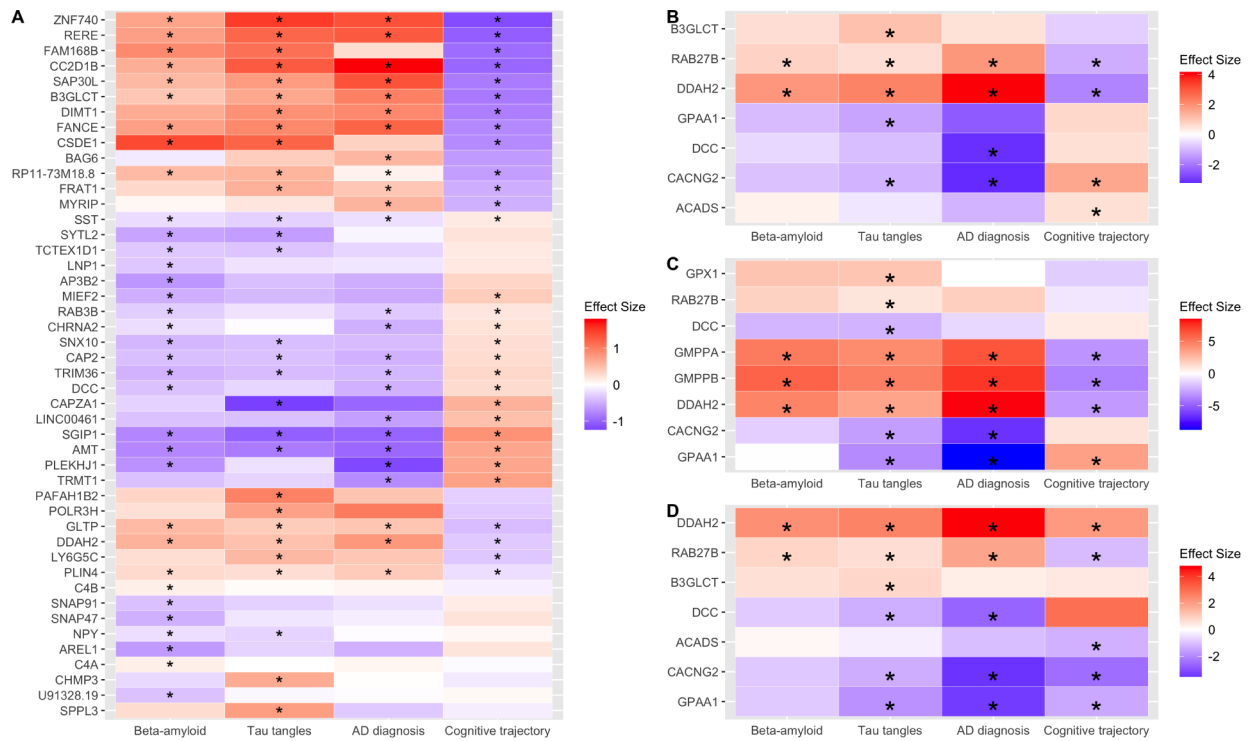 A
ZNF740 * * * *
RERE * * * *
FAM168B * * *
CC2D1B * * * *
SAP30L * * * *
B3GLCT * * * *
DIMT1 * * *
FANCE * * * *
CSDE1 * * *
BAG6 *
RP11-73M18.8 * * * *
FRAT1 * * *
MYRIP * *
SST * * * *
SYTL2 * *
TCTEX1D1 * *
LNP1 *
AP3B2 *
MIEF2 * *
RAB3B * * *
CHRNA2 * * *
SNX10 * * *
CAP2 * * * *
TRIM36 * * * *
DCC * * *
CAPZA1 * *
LINC00461 * *
SGIP1 * * * *
AMT * * * *
PLEKHJ1 * * *
TRMT1 * *
PAFAH1B2 *
POLR3H *
GLTP * * * *
DDAH2 * * * *
LY6G5C * *
PLIN4 * * * *
C4B *
SNAP91 *
SNAP47 *
NPY * *
AREL1 *
C4A *
CHMP3 *
U91328.19 *
SPPL3 *
Beta-amyloid Tau tangles AD diagnosis Cognitive trajectory
Effect Size
1
0
-1
B
B3GLCT *
RAB27B * * * *
DDAH2 * * * *
GPAA1 *
DCC *
CACNG2 * * *
ACADS *
Beta-amyloid Tau tangles AD diagnosis Cognitive trajectory
Effect Size
4
2
0
-2
C
GPX1 *
RAB27B *
DCC *
GMPPA * * * *
GMPPB * * * *
DDAH2 * * * *
CACNG2 * *
GPAA1 * * *
Beta-amyloid Tau tangles AD diagnosis Cognitive trajectory
Effect Size
5
0
-5
D
DDAH2 * * * *
RAB27B * * * *
B3GLCT *
DCC * *
ACADS *
CACNG2 * * *
GPAA1 * * *
Beta-amyloid Tau tangles AD diagnosis Cognitive trajectory
Effect Size
4
2
0
-2